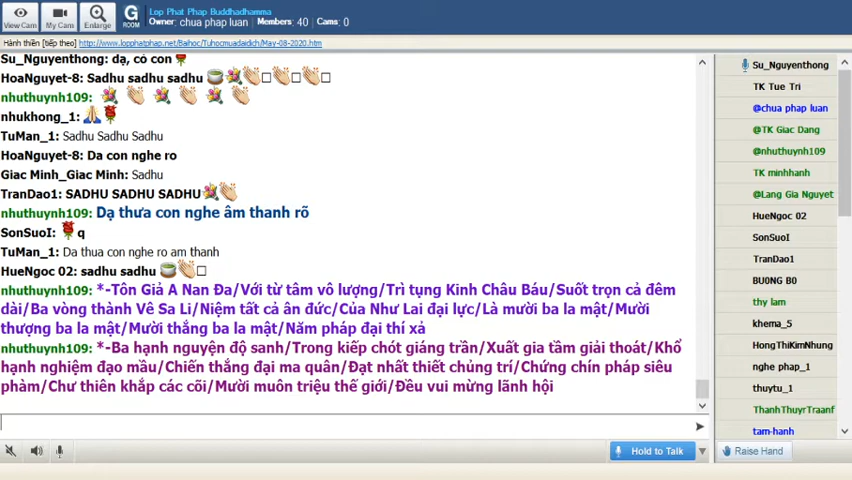 View Cam
My Cams
Enlarge
G
ROOM
Lop Phat Phap Buddhadhamma
Owner: chua phap luan Members: 40 Cams: 0
Hành thiền [tiếp theo] http://www.lopphatphap.net/Baihoc/Tuhocmuadaidich/May-08-2020.htm
Su_Nguyenthong: dạ, có con
HoaNguyet-8: Sadhu sadhu sadhu
nhuthuynh109:
nhukhong_1:
TuMan_1: Sadhu Sadhu Sadhu
HoaNguyet-8: Da con nghe ro
Giac Minh_Giac Minh: Sadhu
TranDao1: SADHU SADHU SADHU
nhuthuynh109: Dạ thưa con nghe âm thanh rõ
SonSuoI: q
TuMan_1: Da thua con nghe ro am thanh
HueNgoc 02: sadhu sadhu
nhuthuynh109: *-Tôn Giả A Nan Đa/Với từ tâm vô lượng/Trì tụng Kinh Châu Báu/Suốt trọn cả đêm
dài/Ba vòng thành Vê Sa Li/Niệm tất cả ân đức/Của Như Lai đại lực/Là mười ba la mật/Mười
thượng ba la mật/Mười thắng ba la mật/Năm pháp đại thí xả
nhuthuynh109: *-Ba hạnh nguyện độ sanh/Trong kiếp chót giáng trần/Xuất gia tầm giải thoát/Khổ
hạnh nghiệm đạo mầu/Chiến thắng đại ma quân/Đạt nhất thiết chủng trí/Chứng chín pháp siêu
phàm/Chư thiên khắp các cõi/Mười muôn triệu thế giới/Đều vui mừng lãnh hội
Hold to Talk
Su_Nguyenthong
TK Tue Tri
@chua phap luan
@TK Giac Dang
@nhuthuynh109
TK minhhanh
@Lang Gia Nguyet
HueNgoc 02
SonSuoI
TranDao1
BU0NG B0
thy lam
khema_5
HongThiKimNhung
nghe phap_1
thuytu_1
ThanhThuyrTraanf
tam-hanh
Raise Hand